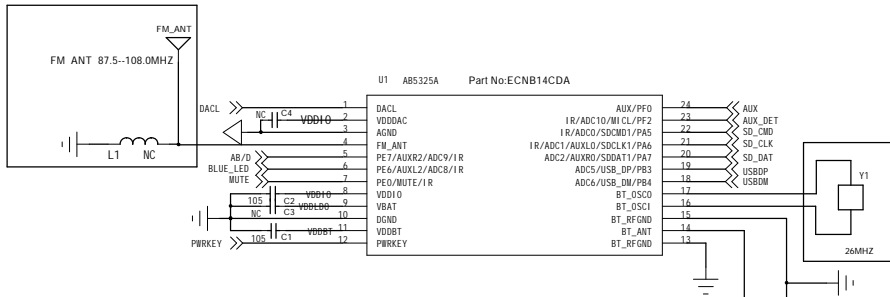 FM_ANT
FM ANT 87.5--108.0MHZ
L1 NC
U1 AB5325A Part No:ECNB14CDA
DACL 1 DACL AUX/PF0 24 AUX
NC C4 VDDIO 2 VDDDAC IR/ADC10/MICL/PF2 23 AUX_DET
3 AGND IR/ADC0/SDCMD1/PA5 22 SD_CMD
4 FM_ANT IR/ADC1/AUXL0/SDCLK1/PA6 21 SD_CLK
AB/D 5 PE7/AUXR2/ADC9/IR ADC2/AUXR0/SDDAT1/PA7 20 SD_DAT
BLUE_LED 6 PE6/AUXL2/ADC8/IR ADC5/USB_DP/PB3 19 USBDP
MUTE 7 PE0/MUTE/IR ADC6/USB_DM/PB4 18 USBDM
VDDIO 8 VDDIO BT_OSCO 17
105 C2 VDDLDO 9 VBAT BT_OSCI 16
NC C3 10 DGND BT_RFGND 15
VDDBT 11 VDDBT BT_ANT 14
PWRKEY 105 C1 12 PWRKEY BT_RFGND 13
Y1
26MHZ